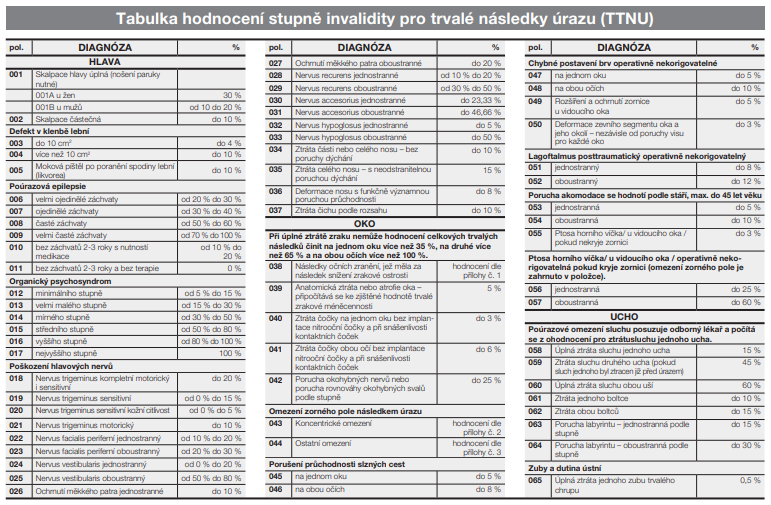 Tabulka hodnocení stupně invalidity pro trvalé následky úrazu (TTNU)
pol. DIAGNÓZA %
HLAVA
001 Skalpace hlavy úplná (nošení paruky
nutné)
001A u žen 30 %
001B u mužů od 10 do 20
002 Skalpace částečná do 10 %
Defekt v klenbě lební
003 do 10 cm² do 4 %
004 více než 10 cm² do 10 %
005 Moková píštěl po poranění spodiny lební
(likvorea) do 10 %
Poúrazová epilepsie
006 velmi ojedinělé záchvaty od 20 % do 30 %
007 ojedinělé záchvaty od 30 % do 40 %
008 časté záchvaty od 50 % do 60 %
009 velmi časté záchvaty od 70 % do 100 %
010 bez záchvatů 2-3 roky s nutností od 10 % do
medikace 20 %
011 bez záchvatů 2-3 roky a bez terapie 0 %
Organický psychosyndrom
012 minimálního stupně od 5 % do 15 %
013 velmi malého stupně od 15 % do 30 %
014 mírného stupně od 30 % do 50 %
015 středního stupně od 50 % do 80 %
016 vyššího stupně od 80 % do 100 %
017 nejvyššího stupně 100 %
Poškození hlavových nervů
018 Nervus trigeminus kompletní motorický do 20 %
i sensitivní
019 Nervus trigeminus sensitivní od 0 % do 15 %
020 Nervus trigeminus sensitivní kožní citlivost od 0 % do 5 %
021 Nervus trigeminus motorický do 10 %
022 Nervus facialis periferní jednostranný od 10 % do 20 %
023 Nervus facialis periferní oboustranný od 20 % do 30 %
024 Nervus vestibularis jednostranný od 0 % do 20 %
025 Nervus vestibularis oboustranný od 50 % do 80 %
026 Ochrnutí měkkého patra jednostranné do 10 %
pol. DIAGNÓZA %
027 Ochrnutí měkkého patra oboustranné do 20 %
028 Nervus recurens jednostranné od 10 % do 20 %
029 Nervus recurens oboustranné od 30 % do 50 %
030 Nervus accesorius jednostranné do 23,33 %
031 Nervus accesorius oboustranné do 46,66 %
032 Nervus hypoglosus jednostranné do 5 %
033 Nervus hypoglosus oboustranné do 50 %
034 Ztráta části nebo celého nosu – bez do 10 %
poruchy dýchání
035 Ztráta celého nosu – s neodstranitelnou 15 %
poruchou dýchání
036 Deformace nosu s funkčně významnou do 8 %
poruchou průchodnosti
037 Ztráta čichu podle rozsahu do 10 %
OKO
Při úplné ztrátě zraku nemůže hodnocení celkových trvalých
následků činit na jednom oku více než 35 %, na druhé více
než 65 % a na obou očích více než 100 %.
038 Následky očních zranění, jež měla za hodnocení dle
následek snížení zrakové ostrosti přílohy č. 1
039 Anatomická ztráta nebo atrofie oka – 5 %
připočítává se ke zjištěné hodnotě trvalé
zrakové méněcennosti
040 Ztráta čočky na jednom oku bez implan- do 3 %
tace nitrooční čočky a při snášenlivosti
kontaktních čoček
041 Ztráta čočky obou očí bez implantace do 6 %
nitrooční čočky a při snášenlivosti
kontaktních čoček
042 Porucha okohybných nervů nebo do 25 %
porucha rovnováhy okohybných svalů
podle stupně
Omezení zorného pole následkem úrazu
043 Koncentrické omezení hodnocení dle
přílohy č. 2
044 Ostatní omezení hodnocení dle
přílohy č. 3
Porušení průchodnosti slzných cest
045 na jednom oku do 5 %
046 na obou očích do 8 %
pol. DIAGNÓZA %
Chybné postavení brv operativně nekorigovatelné
047 na jednom oku do 5 %
048 na obou očích do 10 %
049 Rozšíření a ochrnutí zornice do 5 %
u vidoucího oka
050 Deformace zevního segmentu oka a do 3 %
jeho okolí – nezávisle od poruchy visu
pro každé oko
Lagoftalmus posttraumatický operativně nekorigovatelný
051 jednostranný do 8 %
052 oboustranný do 12 %
Porucha akomodace se hodnotí podle stáří, max. do 45 let věku
053 jednostranná do 5 %
054 oboustranná do 10 %
055 Ptosa horního víčka/ u vidoucího oka / do 3 %
pokud nekryje zornici
Ptosa horního víčka/ u vidoucího oka / operativně neko-
rigovatelná pokud kryje zornici (omezení zorného pole je
zahrnuto v položce).
056 jednostranná do 25 %
057 oboustranná do 60 %
UCHO
Poúrazové omezení sluchu posuzuje odborný lékař a počítá
se z ohodnocení pro ztrátusluchu jednoho ucha.
058 Úplná ztráta sluchu jednoho ucha 15 %
059 Ztráta sluchu druhého ucha (pokud 45 %
sluch jednoho byl ztracen již před úrazem)
060 Úplná ztráta sluchu obou uší 60 %
061 Ztráta jednoho boltce do 10 %
062 Ztráta obou boltců do 15 %
063 Porucha labyrintu – jednostranná podle do 15 %
stupně
064 Porucha labyrintu – oboustranná podle do 30 %
stupně
Zuby a dutina ústní
065 Úplná ztráta jednoho zubu trvalého 0,5 %
chrupu